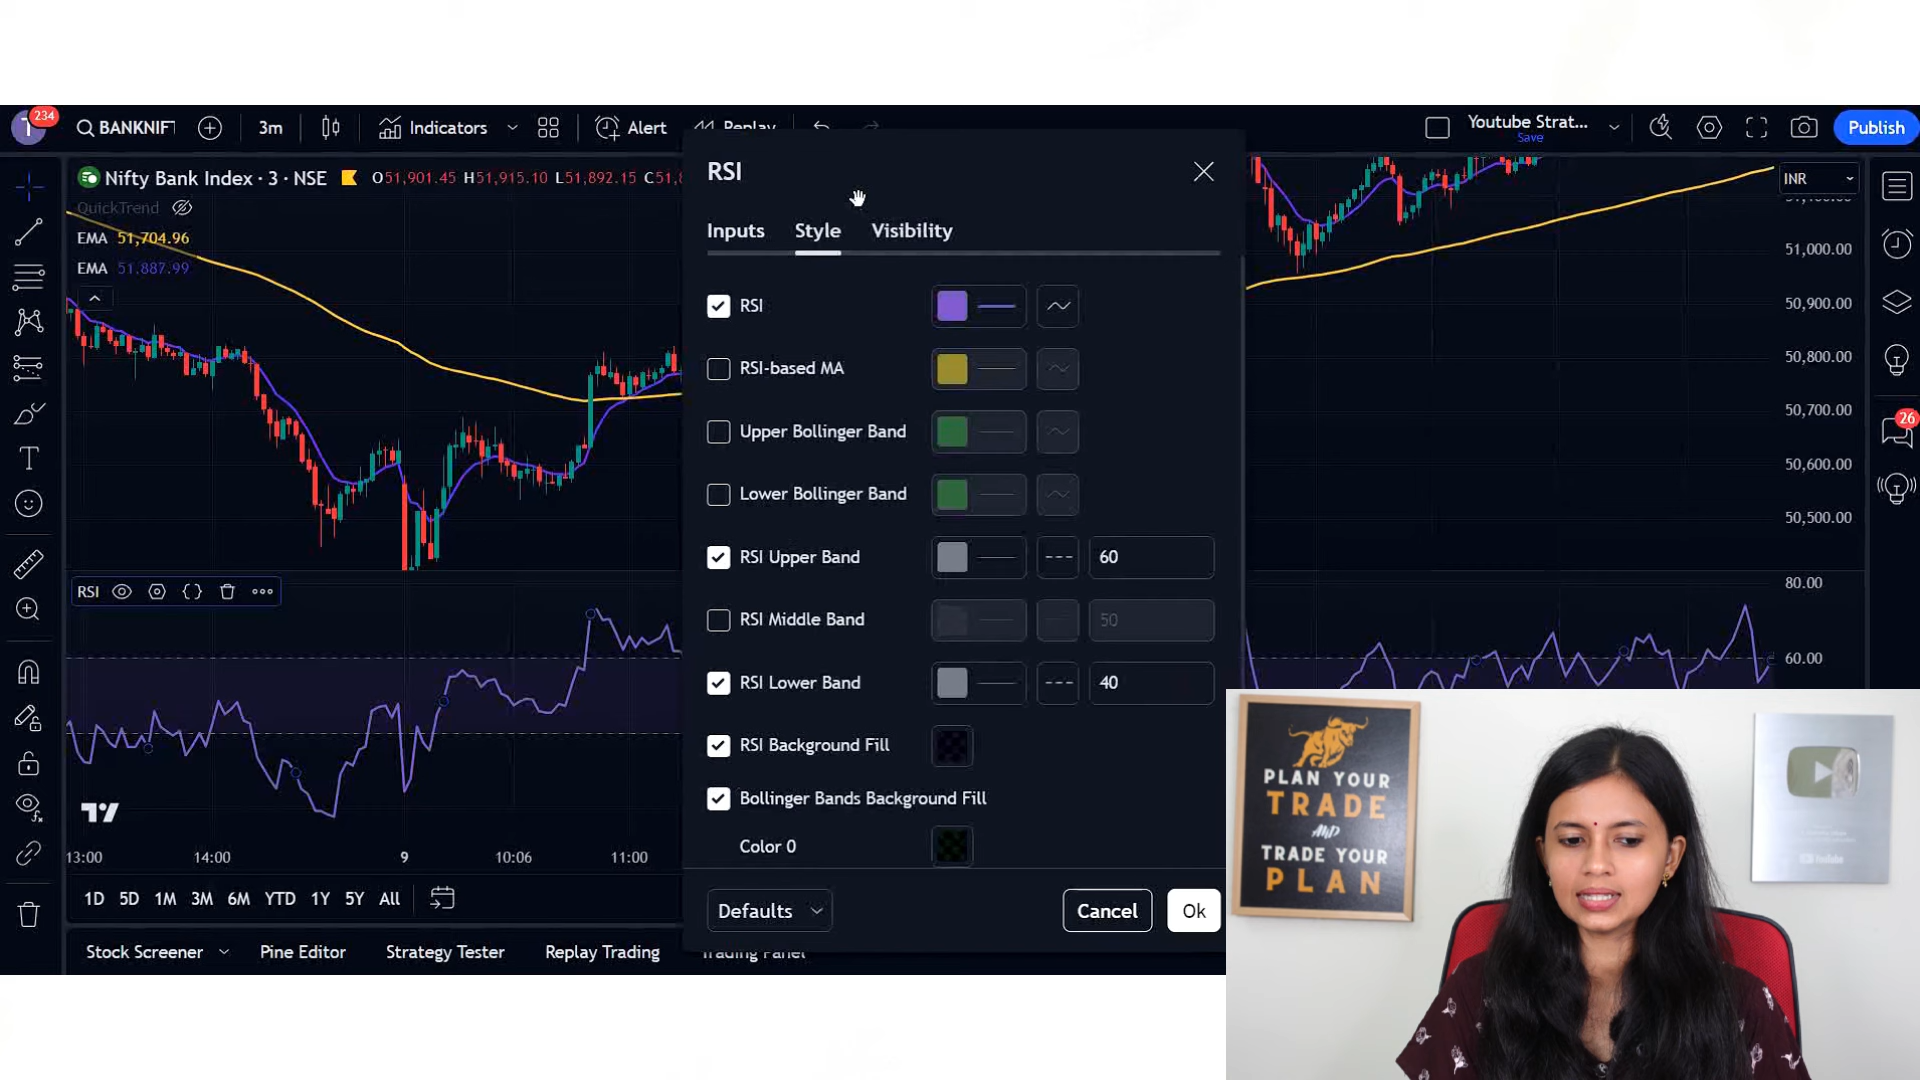 234
BANKNIFT
3m
Indicators
Alert
Replay
Youtube Strat...
Save
Publish
Nifty Bank Index · 3 · NSE
O51,901.45 H51,915.10 L51,892.15 C51,8
QuickTrend
EMA 51,704.96
EMA 51,887.99
RSI
Inputs
Style
Visibility
RSI
RSI-based MA
Upper Bollinger Band
Lower Bollinger Band
RSI Upper Band
60
RSI Middle Band
50
RSI Lower Band
40
RSI Background Fill
Bollinger Bands Background Fill
Color 0
Defaults
Cancel
Ok
INR
51,000.00
50,900.00
50,800.00
50,700.00
50,600.00
50,500.00
80.00
60.00
26
RSI
13:00
14:00
9
10:06
11:00
1D 5D 1M 3M 6M YTD 1Y 5Y All
Stock Screener
Pine Editor
Strategy Tester
Replay Trading
Trading Panel
PLAN YOUR
TRADE
AND
TRADE YOUR
PLAN